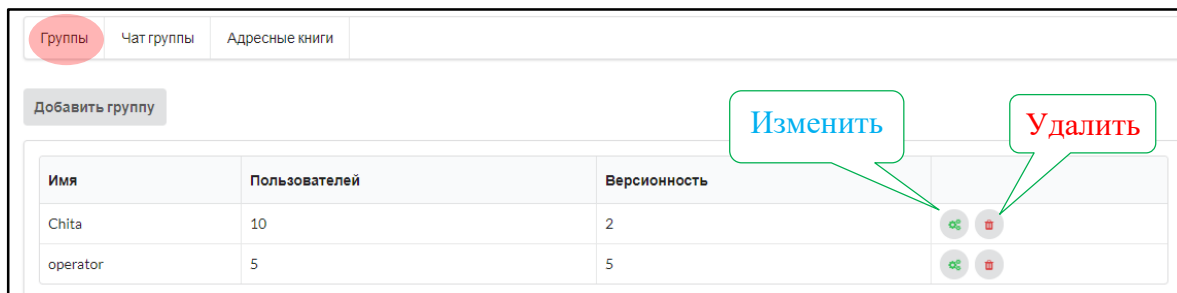 Группы Чат группы Адресные книги
Добавить группу
Изменить Удалить
Имя Пользователей Версионность
Chita 10 2
operator 5 5